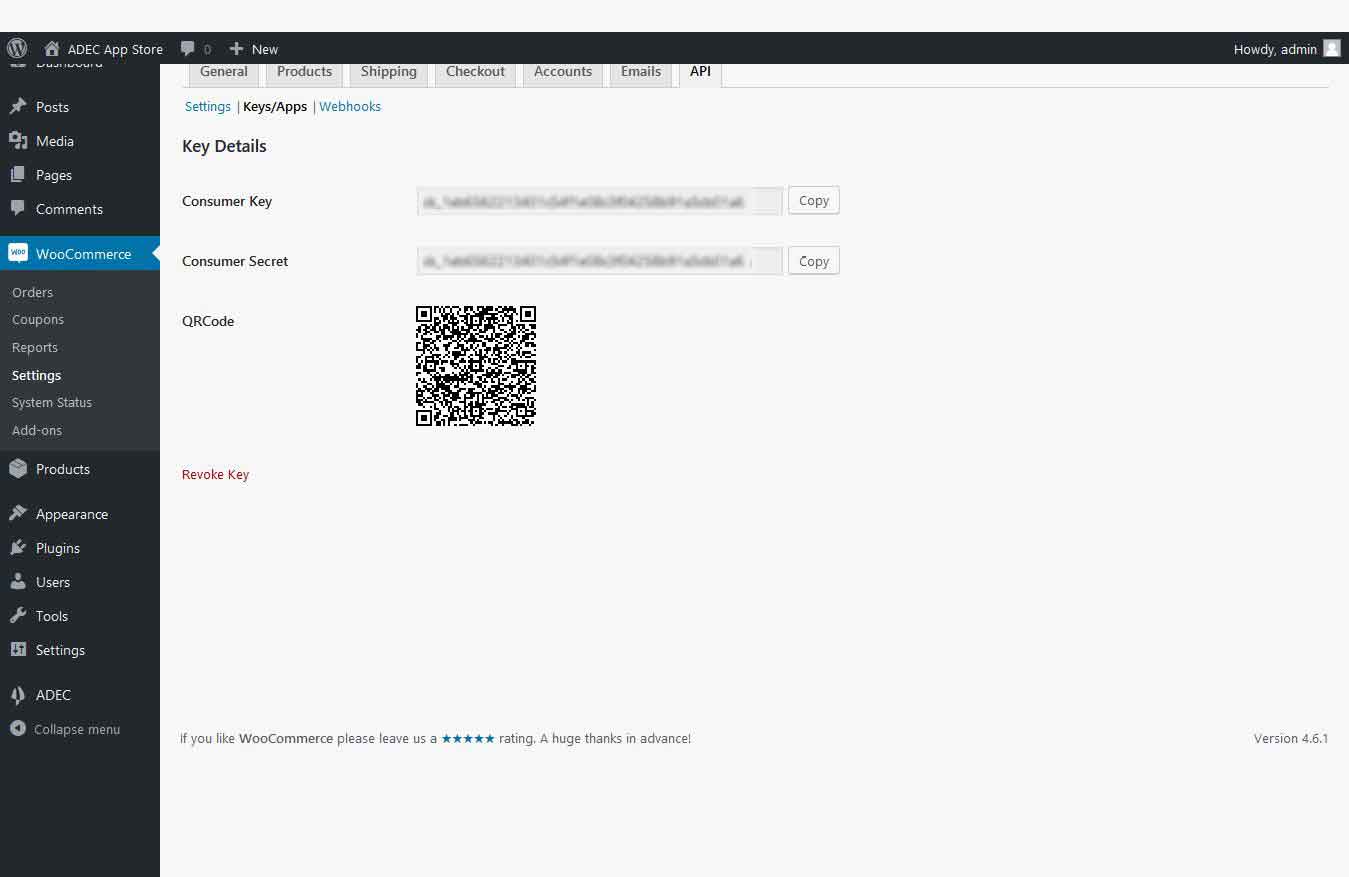 ADEC App Store 0 New Howdy, admin
Dashboard
General Products Shipping Checkout Accounts Emails API
Settings | Keys/Apps | Webhooks
Key Details
Consumer Key Copy
Consumer Secret Copy
QRCode
Revoke Key
Posts
Media
Pages
Comments
woo WooCommerce
Orders
Coupons
Reports
Settings
System Status
Add-ons
Products
Appearance
Plugins
Users
Tools
Settings
ADEC
Collapse menu
If you like WooCommerce please leave us a ★★★★★ rating. A huge thanks in advance! Version 4.6.1